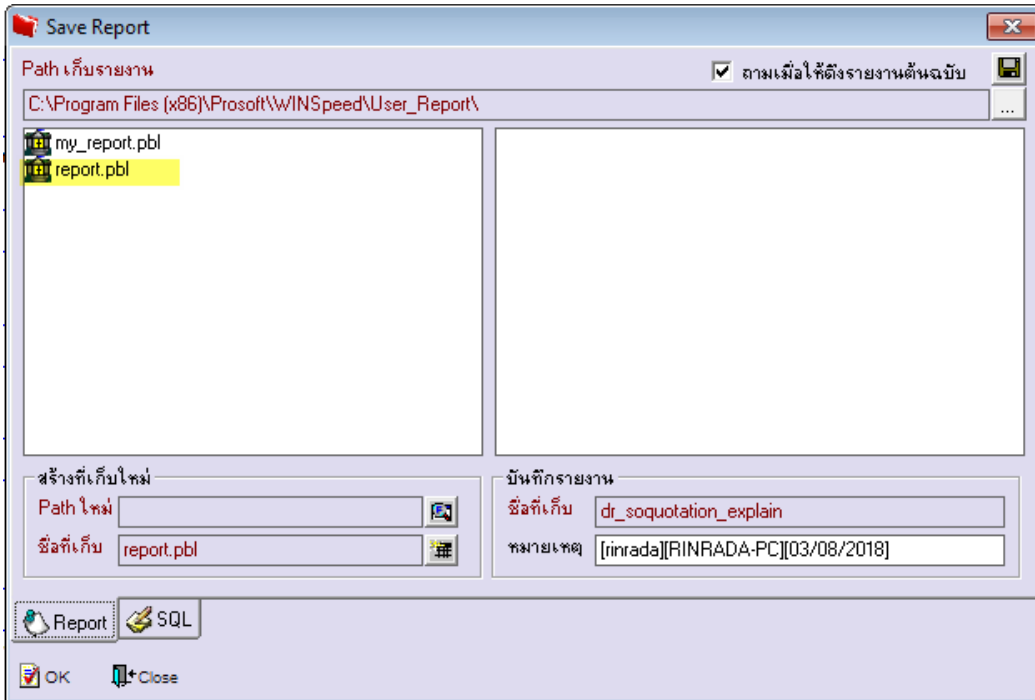 Save Report
Path เก็บรายงาน
ถามเมื่อให้ดึงรายงานต้นฉบับ
C:\Program Files (x86)\Prosoft\WINSpeed\User_Report\
...
my_report.pbl
report.pbl
สร้างที่เก็บใหม่
Path ใหม่
ชื่อที่เก็บ report.pbl
บันทึกรายงาน
ชื่อที่เก็บ dr_soquotation_explain
หมายเหตุ [rinrada][RINRADA-PC][03/08/2018]
Report SQL
OK Close